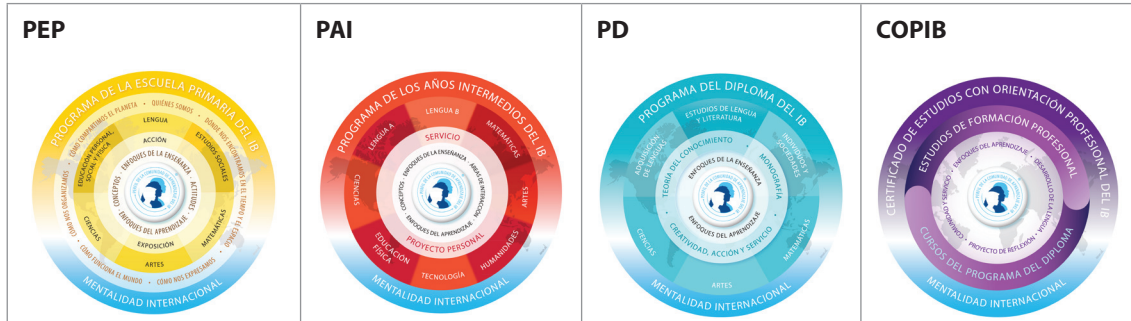 PEP
PROGRAMA DE LA ESCUELA PRIMARIA DEL IB
CÓMO COMPARTIMOS EL PLANETA
QUIÉNES SOMOS
DÓNDE NOS ENCONTRAMOS EN EL TIEMPO Y EL ESPACIO
CÓMO NOS EXPRESAMOS
CÓMO FUNCIONA EL MUNDO
CÓMO NOS ORGANIZAMOS
LENGUA
ESTUDIOS SOCIALES
MATEMÁTICAS
ARTES
CIENCIAS
EDUCACIÓN PERSONAL,
SOCIAL Y FÍSICA
ACCIÓN
ACTITUDES
EXPOSICIÓN
CONCEPTOS
ENFOQUES DE LA ENSEÑANZA
ENFOQUES DEL APRENDIZAJE
MENTALIDAD INTERNACIONAL
PAI
PROGRAMA DE LOS AÑOS INTERMEDIOS DEL IB
LENGUA B
MATEMÁTICAS
ARTES
HUMANIDADES
TECNOLOGÍA
EDUCACIÓN
FÍSICA
CIENCIAS
LENGUA A
SERVICIO
PROYECTO PERSONAL
CONCEPTOS · ENFOQUES DE LA ENSEÑANZA · ÁREAS DE INTERACCIÓN
ENFOQUES DEL APRENDIZAJE
MENTALIDAD INTERNACIONAL
PD
PROGRAMA DEL DIPLOMA DEL IB
ESTUDIOS DE LENGUA
Y LITERATURA
INDIVIDUOS Y
SOCIEDADES
MATEMÁTICAS
ARTES
CIENCIAS
ADQUISICIÓN
DE LENGUAS
TEORÍA DEL CONOCIMIENTO
MONOGRAFÍA
CREATIVIDAD, ACCIÓN Y SERVICIO
ENFOQUES DE LA ENSEÑANZA
ENFOQUES DEL APRENDIZAJE
MENTALIDAD INTERNACIONAL
COPIB
CERTIFICADO DE ESTUDIOS CON ORIENTACIÓN PROFESIONAL DEL IB
ESTUDIOS DE FORMACIÓN PROFESIONAL
CURSOS DEL PROGRAMA DEL DIPLOMA
ENFOQUES DEL APRENDIZAJE
DESARROLLO DE LA LENGUA
PROYECTO DE REFLEXIÓN
COMUNIDAD Y SERVICIO
MENTALIDAD INTERNACIONAL